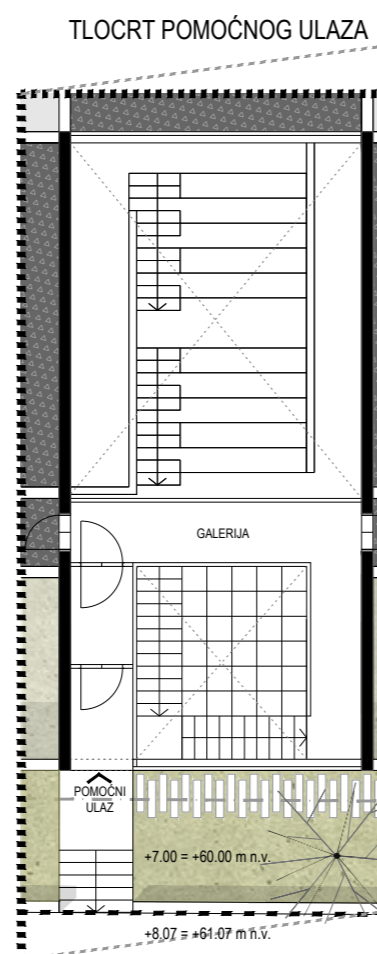 TLOCRT POMOĆNOG ULAZA
GALERIJA
POMOĆNI
ULAZ
+7.00 = +60.00 m n.v.
+8.07 = +61.07 m n.v.